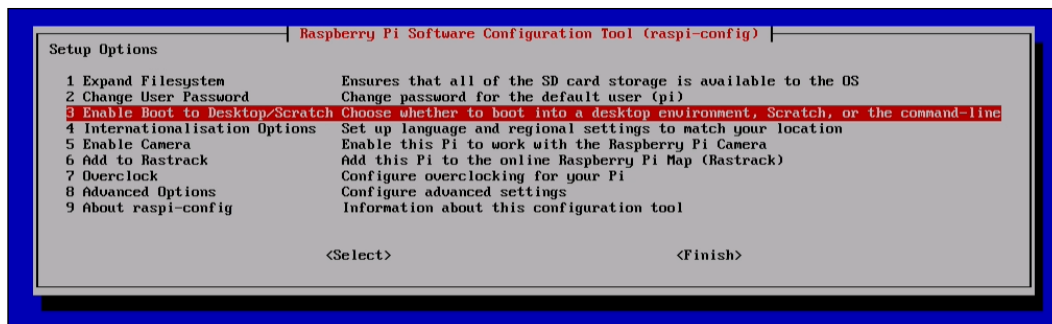 Raspberry Pi Software Configuration Tool (raspi-config)
Setup Options
1 Expand Filesystem Ensures that all of the SD card storage is available to the OS
2 Change User Password Change password for the default user (pi)
3 Enable Boot to Desktop/Scratch Choose whether to boot into a desktop environment, Scratch, or the command-line
4 Internationalisation Options Set up language and regional settings to match your location
5 Enable Camera Enable this Pi to work with the Raspberry Pi Camera
6 Add to Rastrack Add this Pi to the online Raspberry Pi Map (Rastrack)
7 Overclock Configure overclocking for your Pi
8 Advanced Options Configure advanced settings
9 About raspi-config Information about this configuration tool
<Select> <Finish>